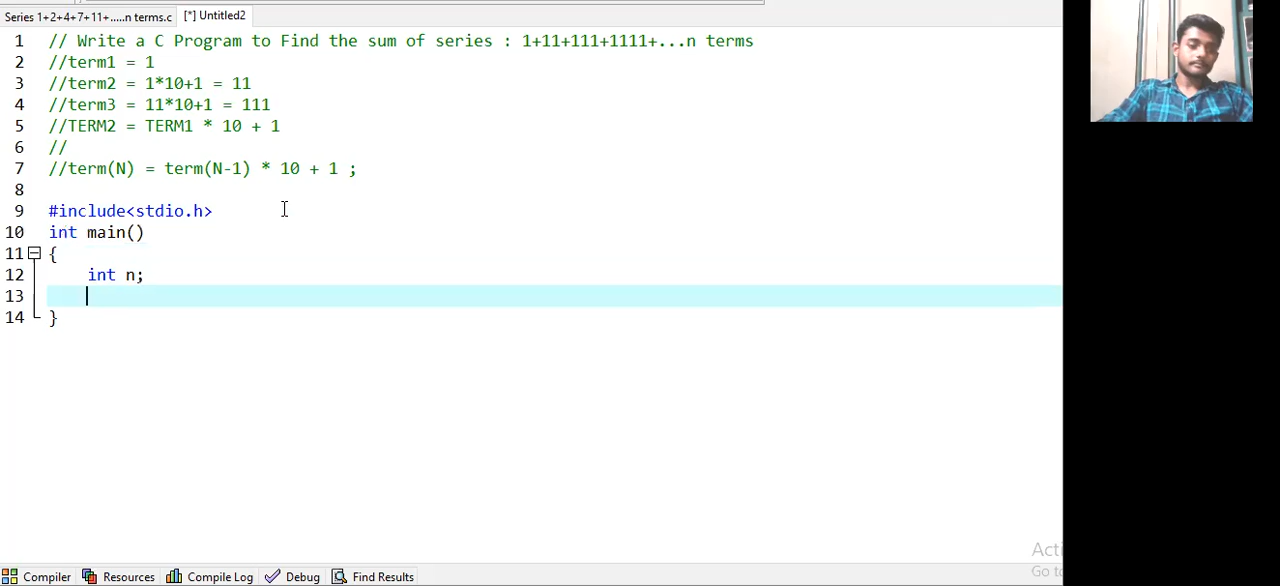 Series 1+2+4+7+11+.....n terms.c [*] Untitled2
1 // Write a C Program to Find the sum of series : 1+11+111+1111+...n terms
2 //term1 = 1
3 //term2 = 1*10+1 = 11
4 //term3 = 11*10+1 = 111
5 //TERM2 = TERM1 * 10 + 1
6 //
7 //term(N) = term(N-1) * 10 + 1 ;
8
9 #include<stdio.h>
10 int main()
11 {
12 int n;
13
14 }
Acti
Go to
Compiler Resources Compile Log Debug Find Results